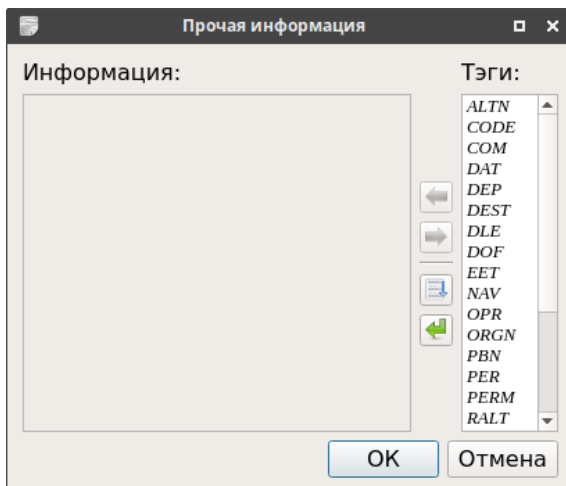 Прочая информация
Информация:
Тэги:
ALTN
CODE
COM
DAT
DEP
DEST
DLE
DOF
EET
NAV
OPR
ORGN
PBN
PER
PERM
RALT
ОК
Отмена